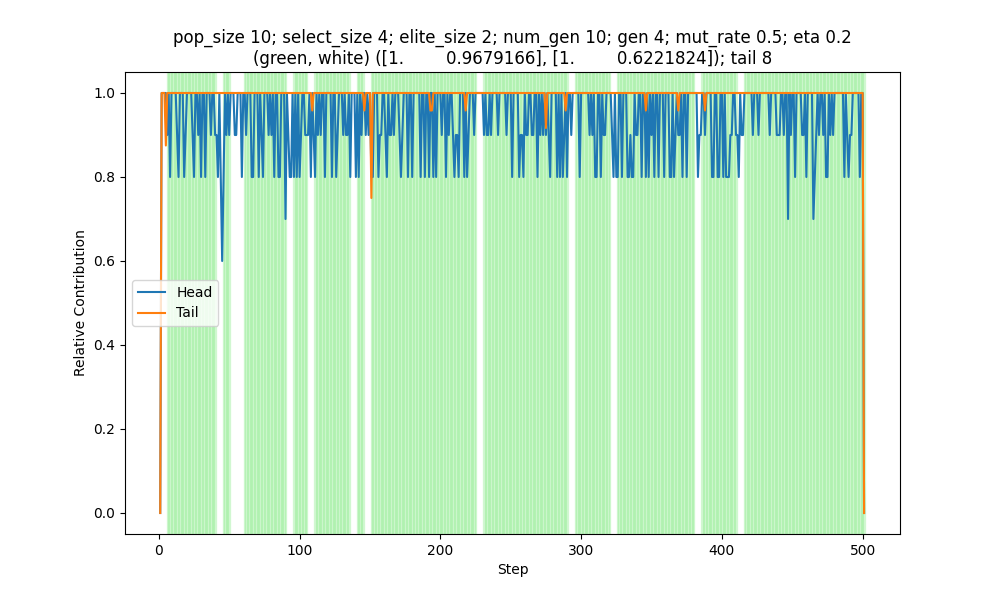 pop_size 10; select_size 4; elite_size 2; num_gen 10; gen 4; mut_rate 0.5; eta 0.2
(green, white) ([1.         0.9679166], [1.         0.6221824]); tail 8
1.0
0.8
0.6
0.4
0.2
0.0
Relative Contribution
Head
Tail
0
100
200
300
400
500
Step